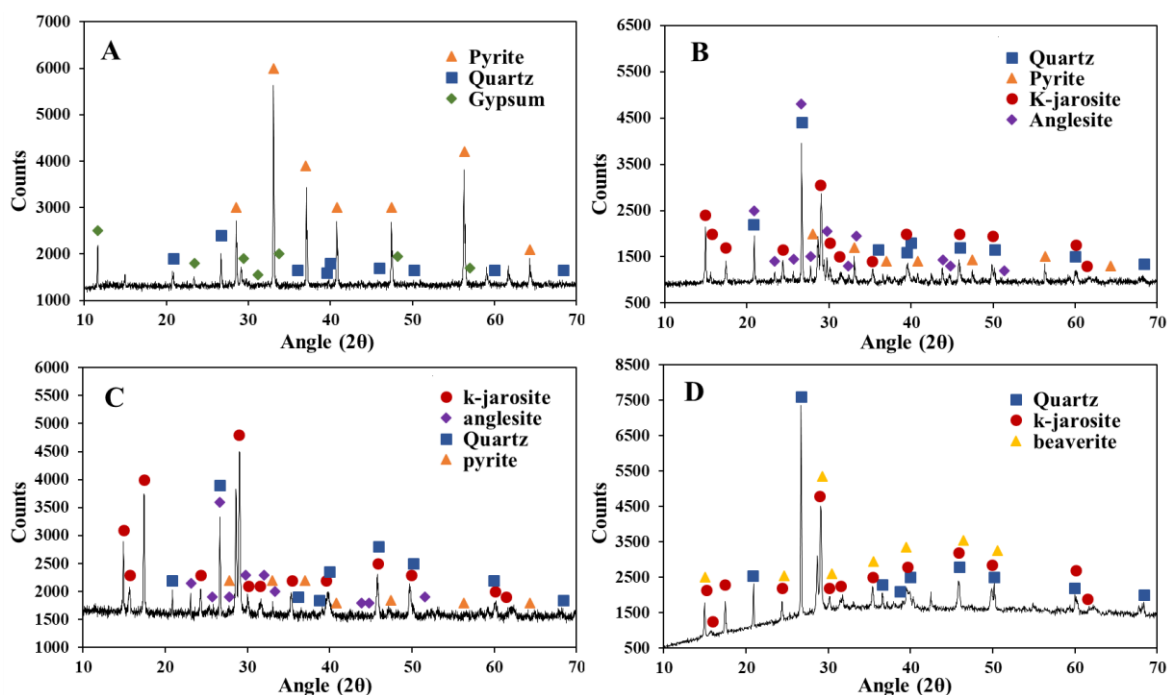 A
Pyrite
Quartz
Gypsum
Counts
7000
6000
5000
4000
3000
2000
1000
10 20 30 40 50 60 70
Angle (2θ)
B
Quartz
Pyrite
K-jarosite
Anglesite
Counts
6500
5500
4500
3500
2500
1500
500
10 20 30 40 50 60 70
Angle (2θ)
C
k-jarosite
anglesite
Quartz
pyrite
Counts
6000
5500
5000
4500
4000
3500
3000
2500
2000
1500
1000
10 20 30 40 50 60 70
Angle (2θ)
D
Quartz
k-jarosite
beaverite
Counts
8500
7500
6500
5500
4500
3500
2500
1500
500
10 20 30 40 50 60 70
Angle (2θ)